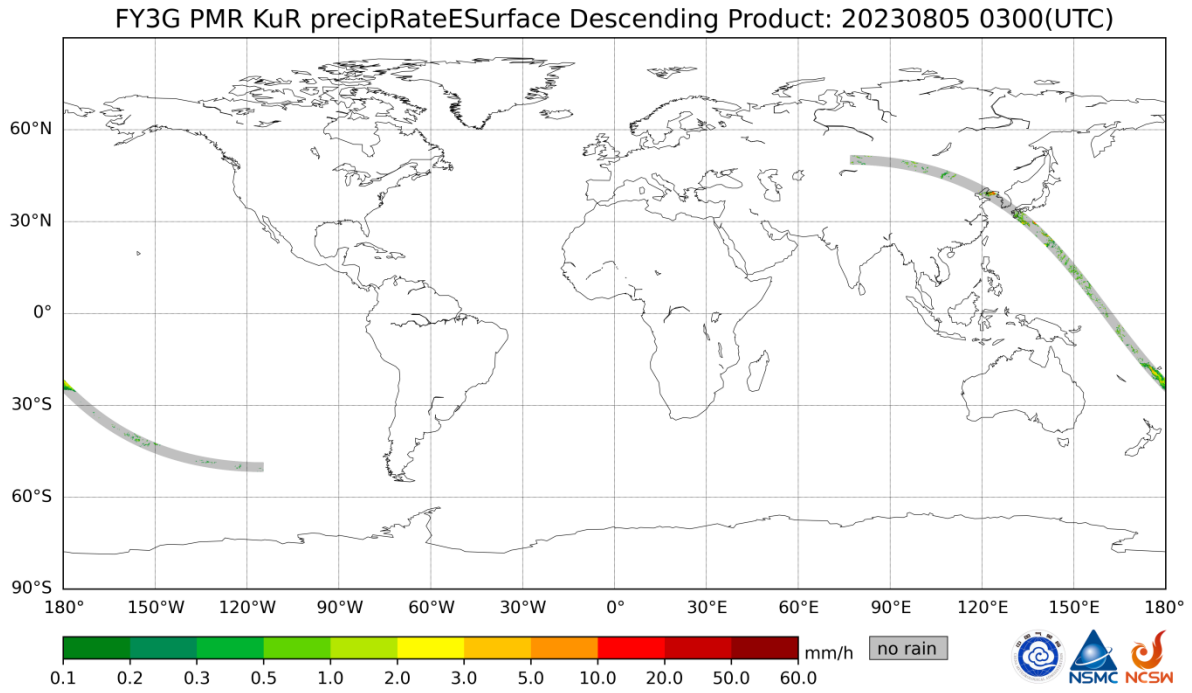 FY3G PMR KuR precipRateESurface Descending Product: 20230805 0300(UTC)
60°N
30°N
0°
30°S
60°S
90°S
180° 150°W 120°W 90°W 60°W 30°W 0° 30°E 60°E 90°E 120°E 150°E 180°
mm/h
no rain
0.1 0.2 0.3 0.5 1.0 2.0 3.0 5.0 10.0 20.0 50.0 60.0
NSMC NCSW